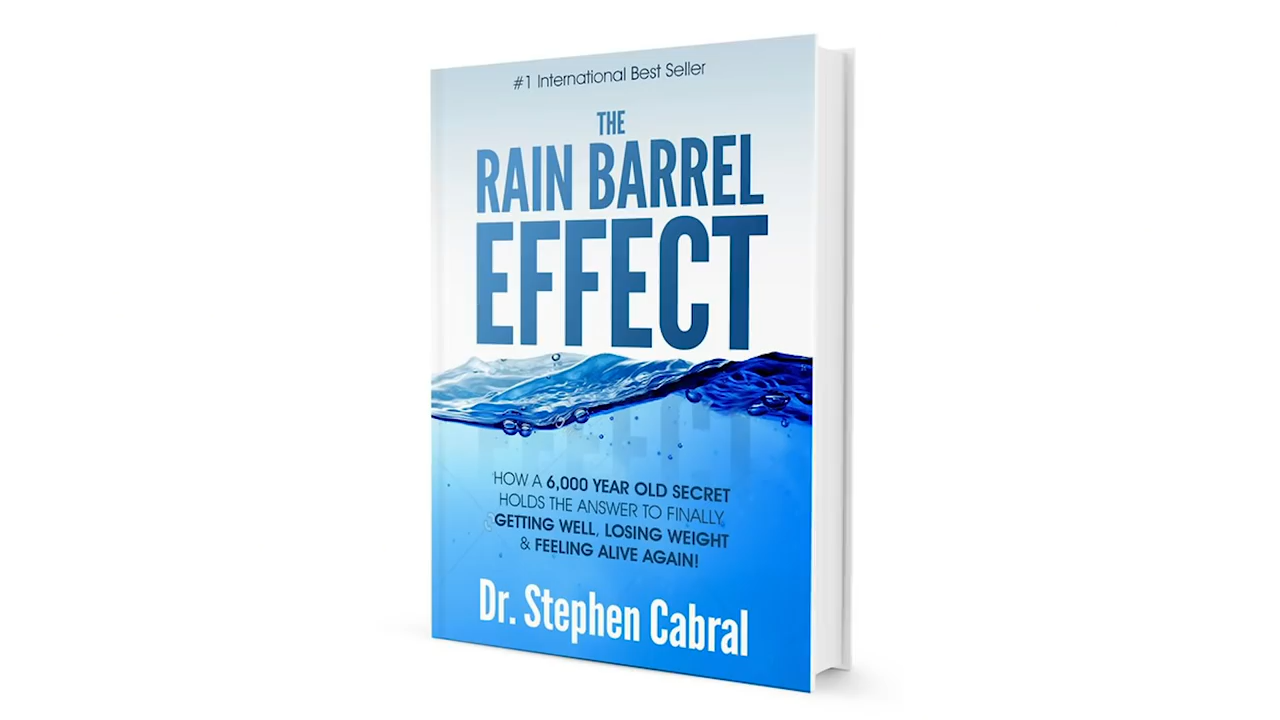 #1 International Best Seller
THE
RAIN BARREL
EFFECT
HOW A 6,000 YEAR OLD SECRET
HOLDS THE ANSWER TO FINALLY
GETTING WELL, LOSING WEIGHT
& FEELING ALIVE AGAIN!
Dr. Stephen Cabral